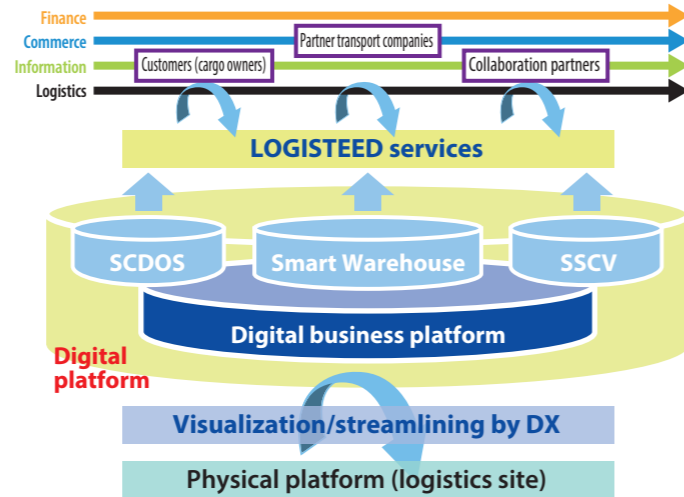 Finance
Commerce
Partner transport companies
Information
Customers (cargo owners)
Collaboration partners
Logistics
LOGISTEED services
SCDOS
Smart Warehouse
SSCV
Digital business platform
Digital
platform
Visualization/streamlining by DX
Physical platform (logistics site)